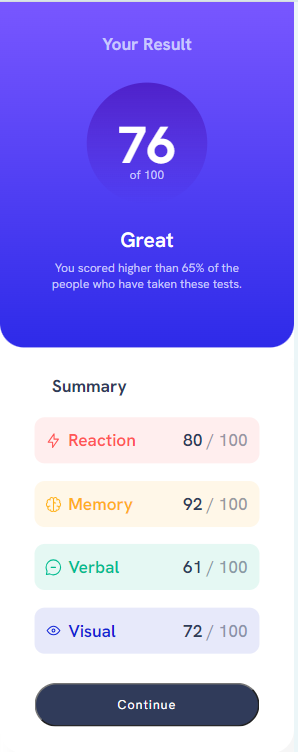 Your Result
76
of 100
Great
You scored higher than 65% of the
people who have taken these tests.
Summary
Reaction 80 / 100
Memory 92 / 100
Verbal 61 / 100
Visual 72 / 100
Continue